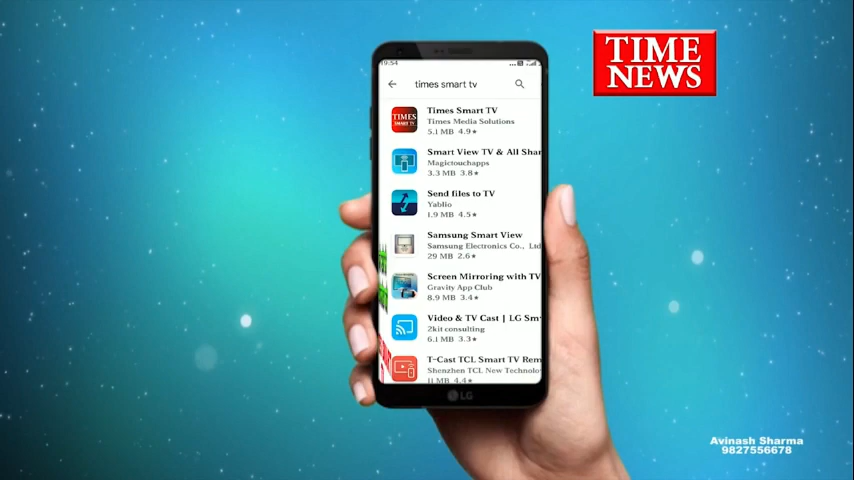 TIME
NEWS
19:54
times smart tv
TIMES
SMART TV
Times Smart TV
Times Media Solutions
5.1 MB 4.9★
Smart View TV & All Shar
Magictouchapps
3.3 MB 3.8★
Send files to TV
Yablio
1.9 MB 4.5★
Samsung Smart View
Samsung Electronics Co., Ltd
29 MB 2.6★
Screen Mirroring with TV
Gravity App Club
8.9 MB 3.4★
Video & TV Cast | LG Sm
2kit consulting
6.1 MB 3.3★
T-Cast TCL Smart TV Rem
Shenzhen TCL New Technolo
11 MB 4.4★
LG
Avinash Sharma
9827556678